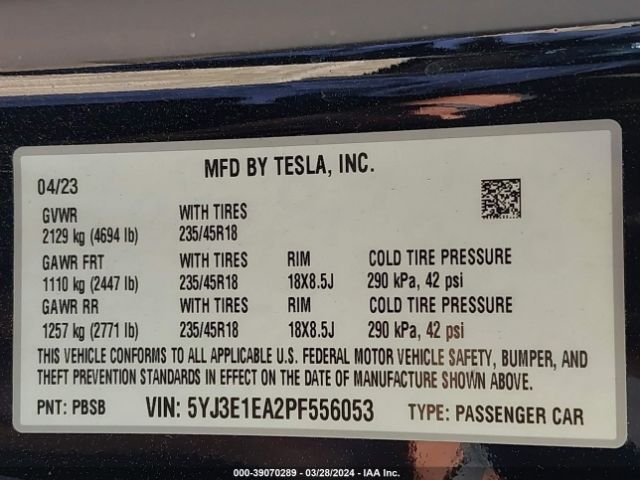 MFD BY TESLA, INC.
04/23
GVWR WITH TIRES
2129 kg (4694 lb) 235/45R18
GAWR FRT WITH TIRES RIM COLD TIRE PRESSURE
1110 kg (2447 lb) 235/45R18 18X8.5J 290 kPa, 42 psi
GAWR RR WITH TIRES RIM COLD TIRE PRESSURE
1257 kg (2771 lb) 235/45R18 18X8.5J 290 kPa, 42 psi
THIS VEHICLE CONFORMS TO ALL APPLICABLE U.S. FEDERAL MOTOR VEHICLE SAFETY, BUMPER, AND
THEFT PREVENTION STANDARDS IN EFFECT ON THE DATE OF MANUFACTURE SHOWN ABOVE.
PNT: PBSB VIN: 5YJ3E1EA2PF556053 TYPE: PASSENGER CAR
000-39070289 - 03/28/2024 - IAA Inc.